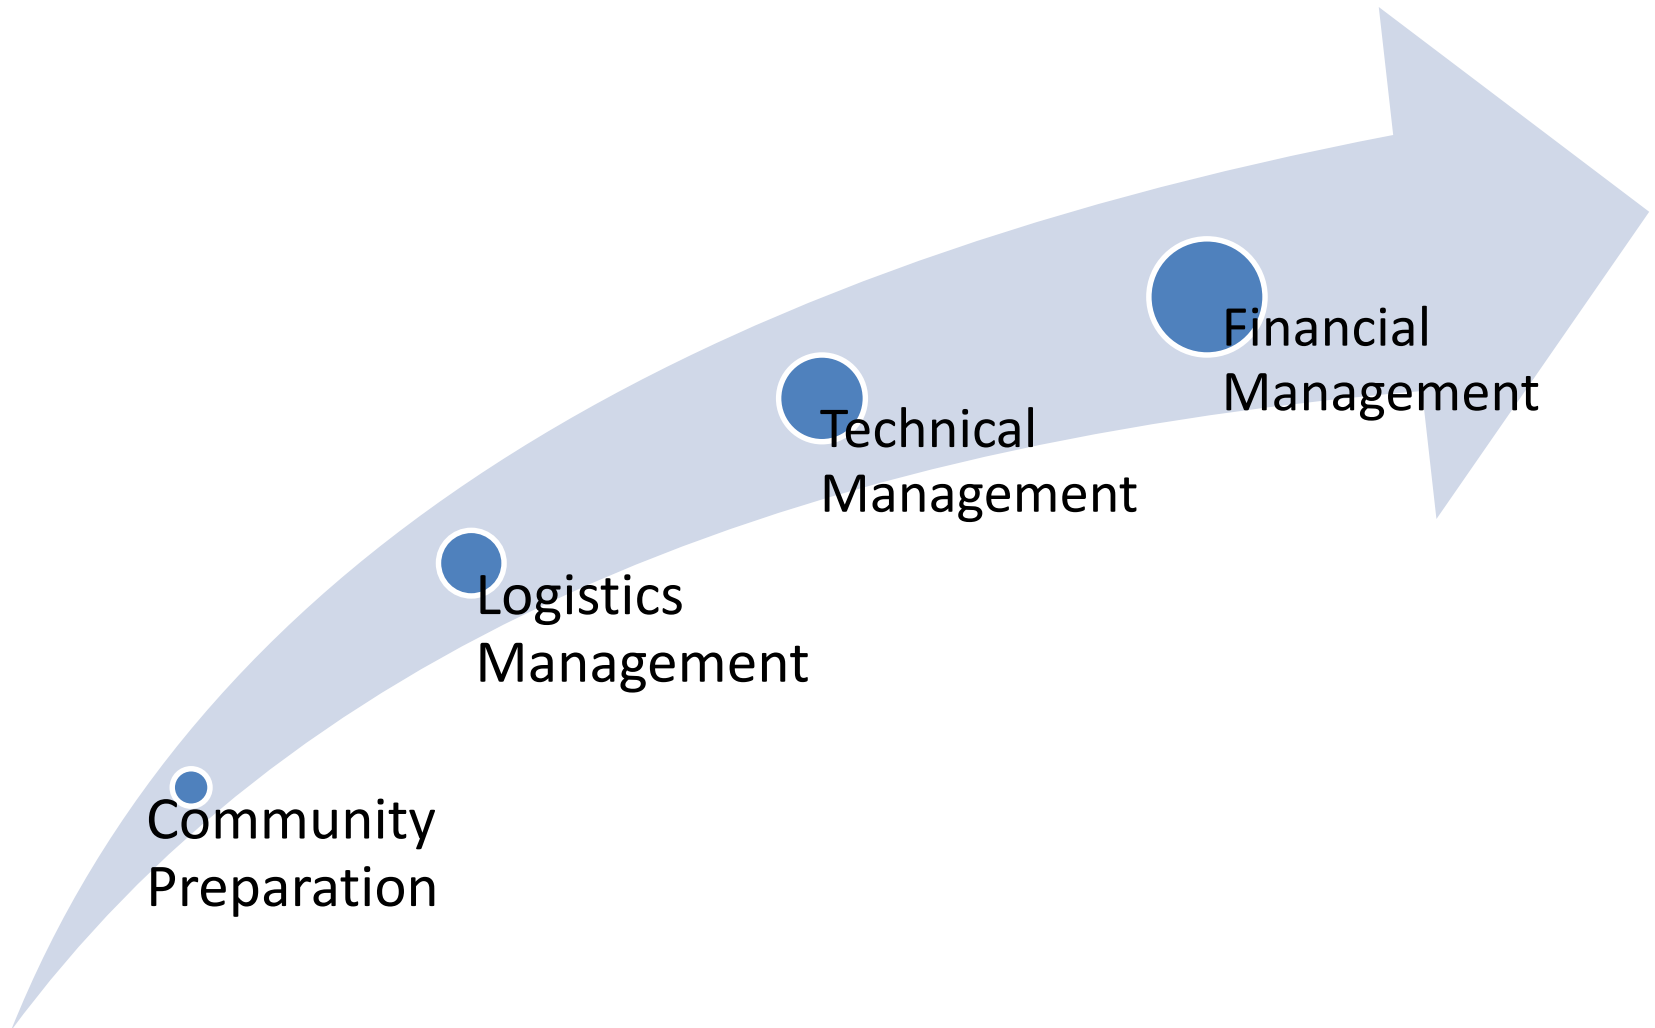 Community
Preparation
Logistics
Management
Technical
Management
Financial
Management